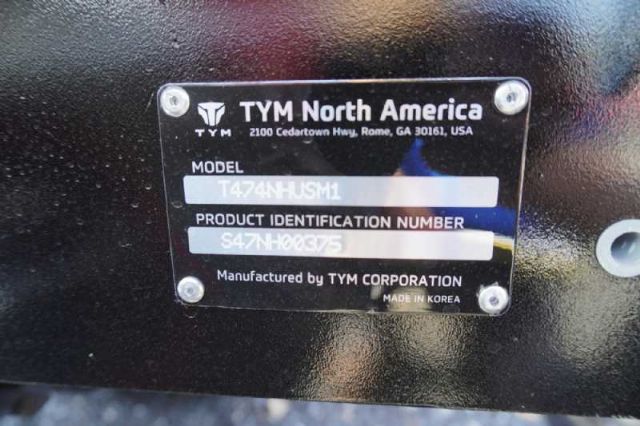 TYM
TYM North America
2100 Cedartown Hwy, Rome, GA 30161, USA
MODEL
T474NHUSM1
PRODUCT IDENTIFICATION NUMBER
S47NH00375
Manufactured by TYM CORPORATION
MADE IN KOREA